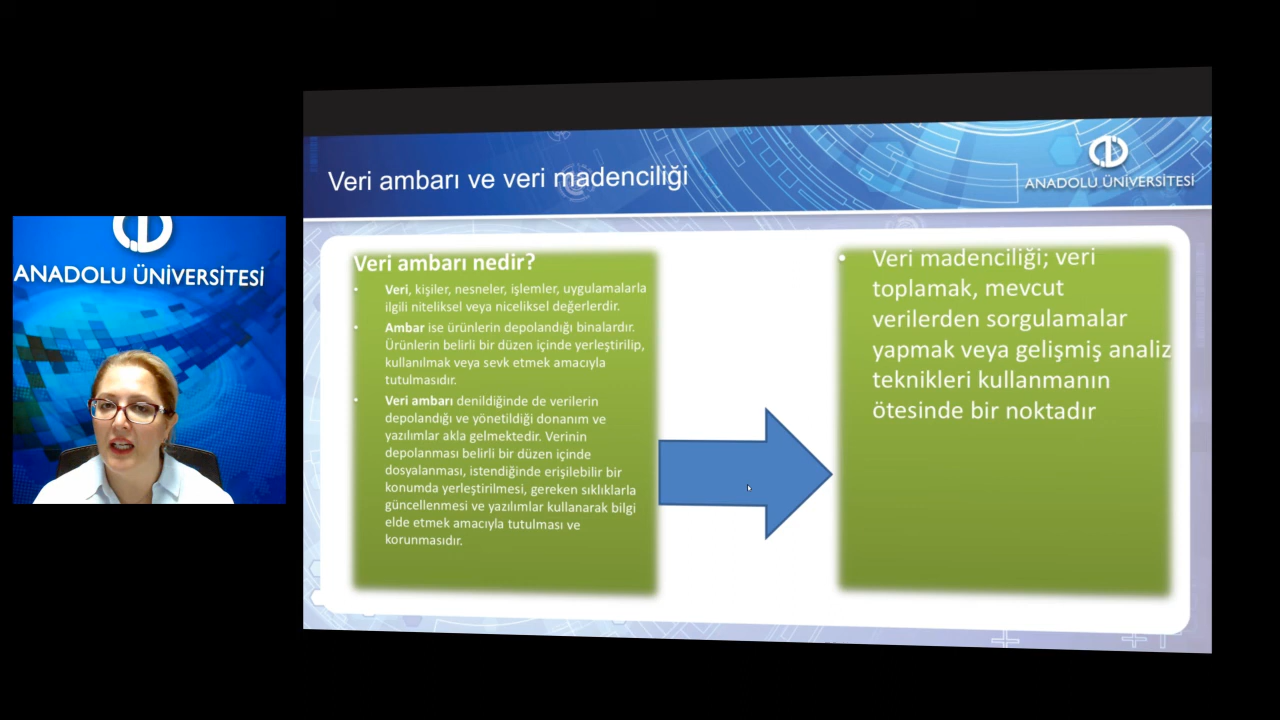 ANADOLU ÜNİVERSİTESİ
Veri ambarı ve veri madenciliği
ANADOLU ÜNİVERSİTESİ
Veri ambarı nedir?
• Veri, kişiler, nesneler, işlemler, uygulamalarla
ilgili niteliksel veya niceliksel değerlerdir.
• Ambar ise ürünlerin depolandığı binalardır.
Ürünlerin belirli bir düzen içinde yerleştirilip,
kullanılmak veya sevk etmek amacıyla
tutulmasıdır.
• Veri ambarı denildiğinde de verilerin
depolandığı ve yönetildiği donanım ve
yazılımlar akla gelmektedir. Verinin
depolanması belirli bir düzen içinde
dosyalanması, istendiğinde erişilebilir bir
konumda yerleştirilmesi, gereken sıklıklarla
güncellenmesi ve yazılımlar kullanarak bilgi
elde etmek amacıyla tutulması ve
korunmasıdır.
• Veri madenciliği; veri
toplamak, mevcut
verilerden sorgulamalar
yapmak veya gelişmiş analiz
teknikleri kullanmanın
ötesinde bir noktadır